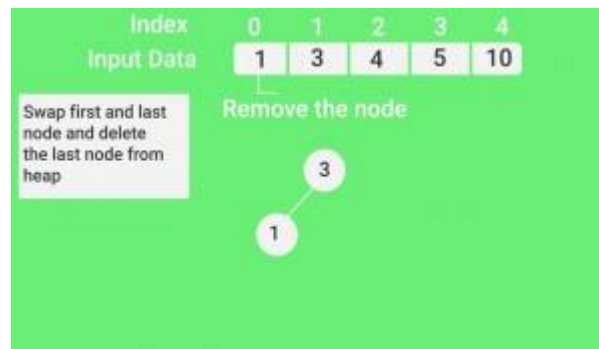 Index 0 1 2 3 4
Input Data 1 3 4 5 10
Swap first and last
node and delete
the last node from
heap
Remove the node
3
1